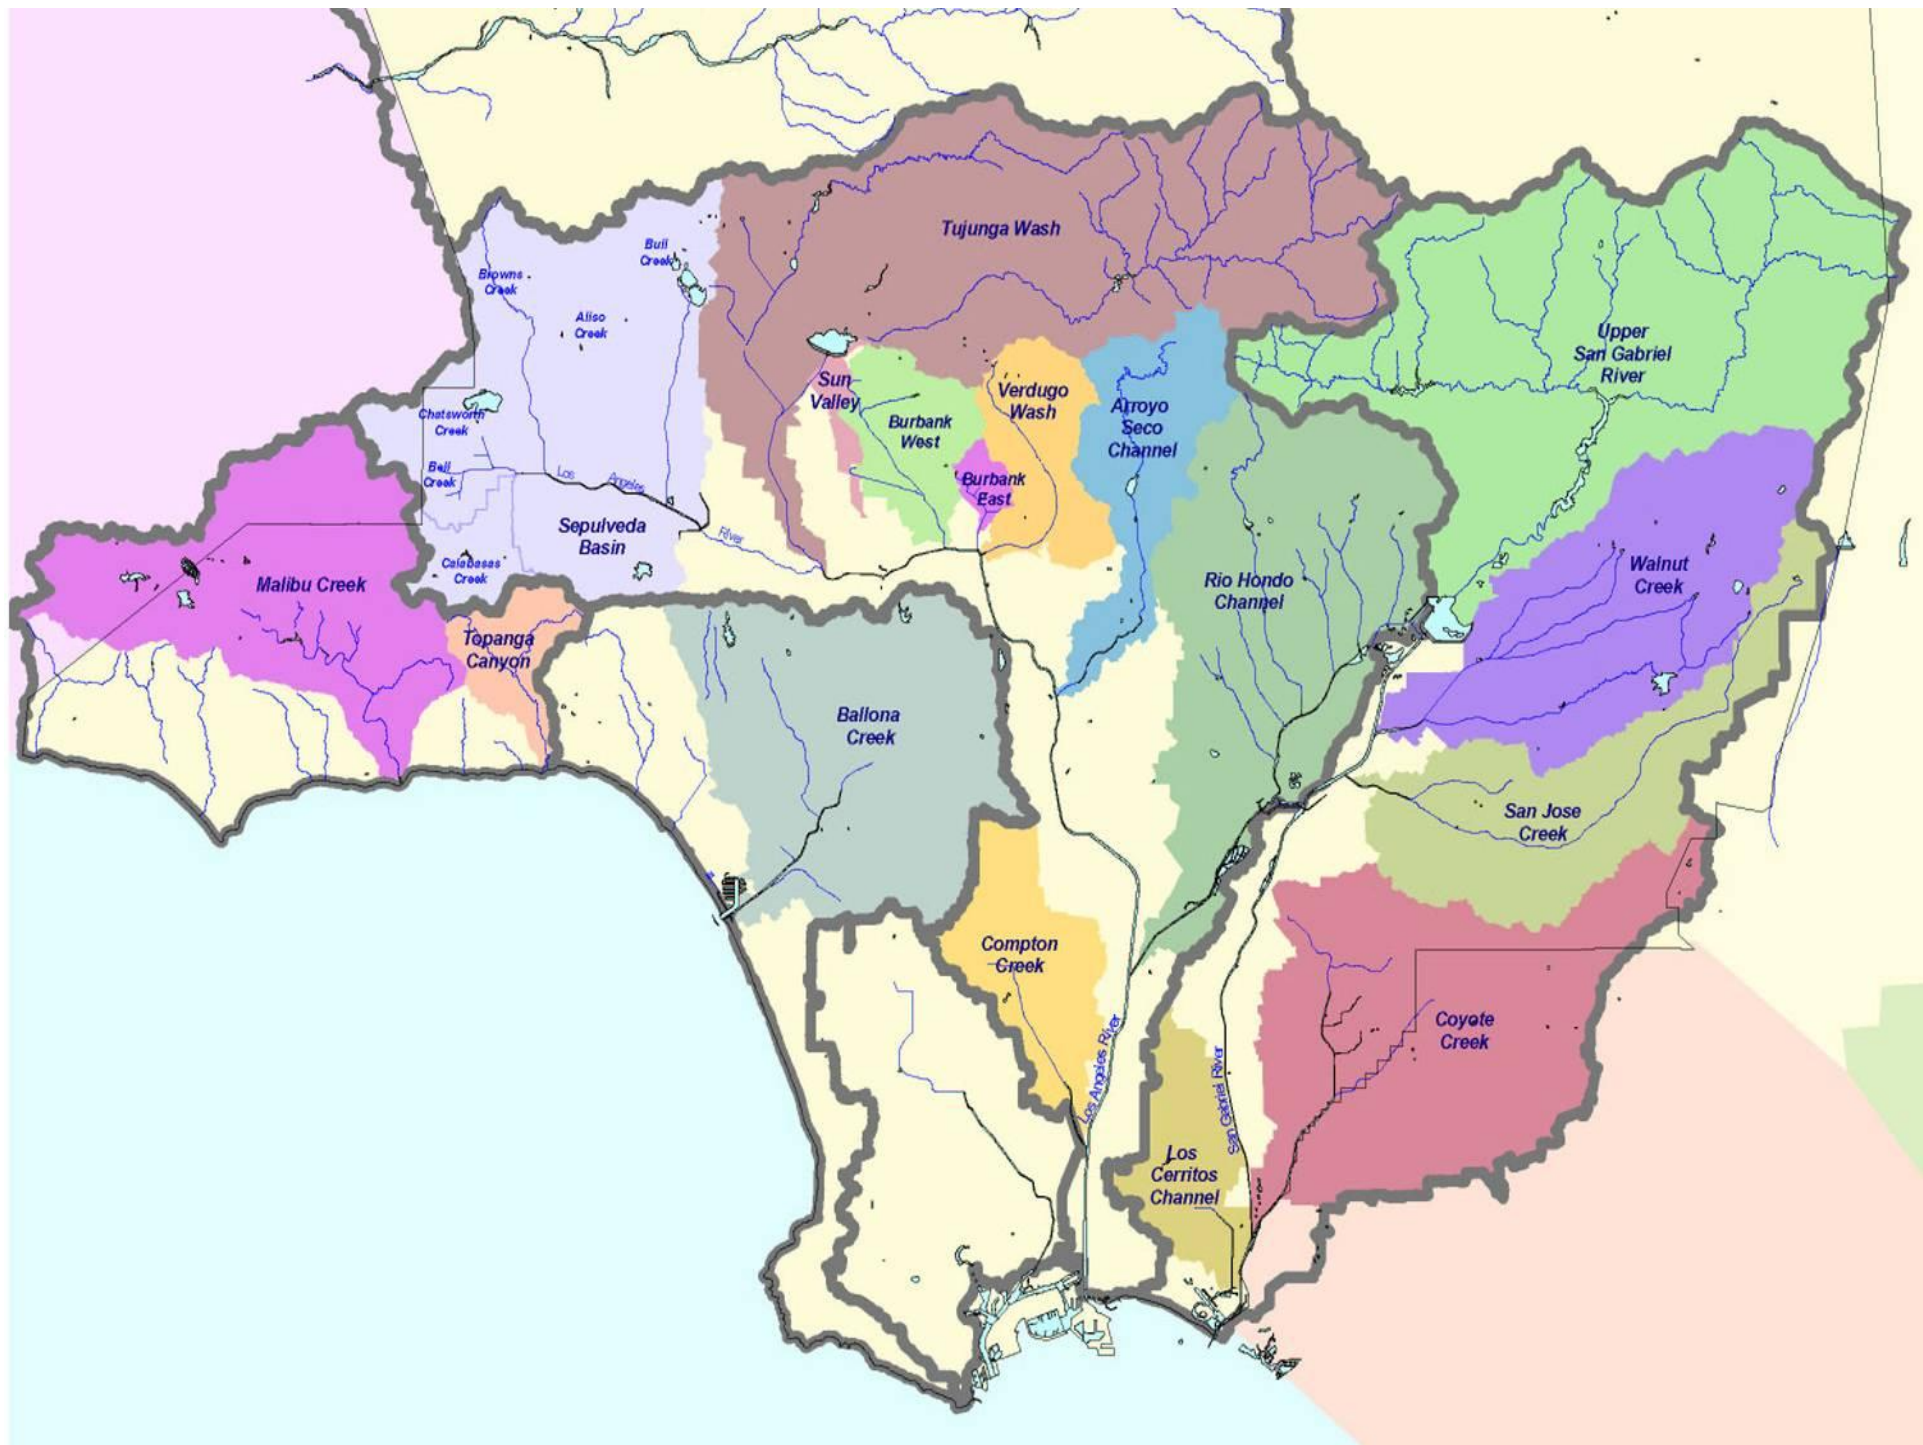 Tujunga Wash
Bull
Creek
Browns
Creek
Aliso
Creek
Upper
San Gabriel
River
Sun
Valley
Verdugo
Wash
Arroyo
Seco
Channel
Burbank
West
Chatsworth
Creek
Bell
Creek
Los Angeles
River
Burbank
East
Sepulveda
Basin
Calabasas
Creek
Malibu Creek
Topanga
Canyon
Rio Hondo
Channel
Walnut
Creek
Ballona
Creek
San Jose
Creek
Compton
Creek
Coyote
Creek
Los Angeles River
San Gabriel River
Los
Cerritos
Channel